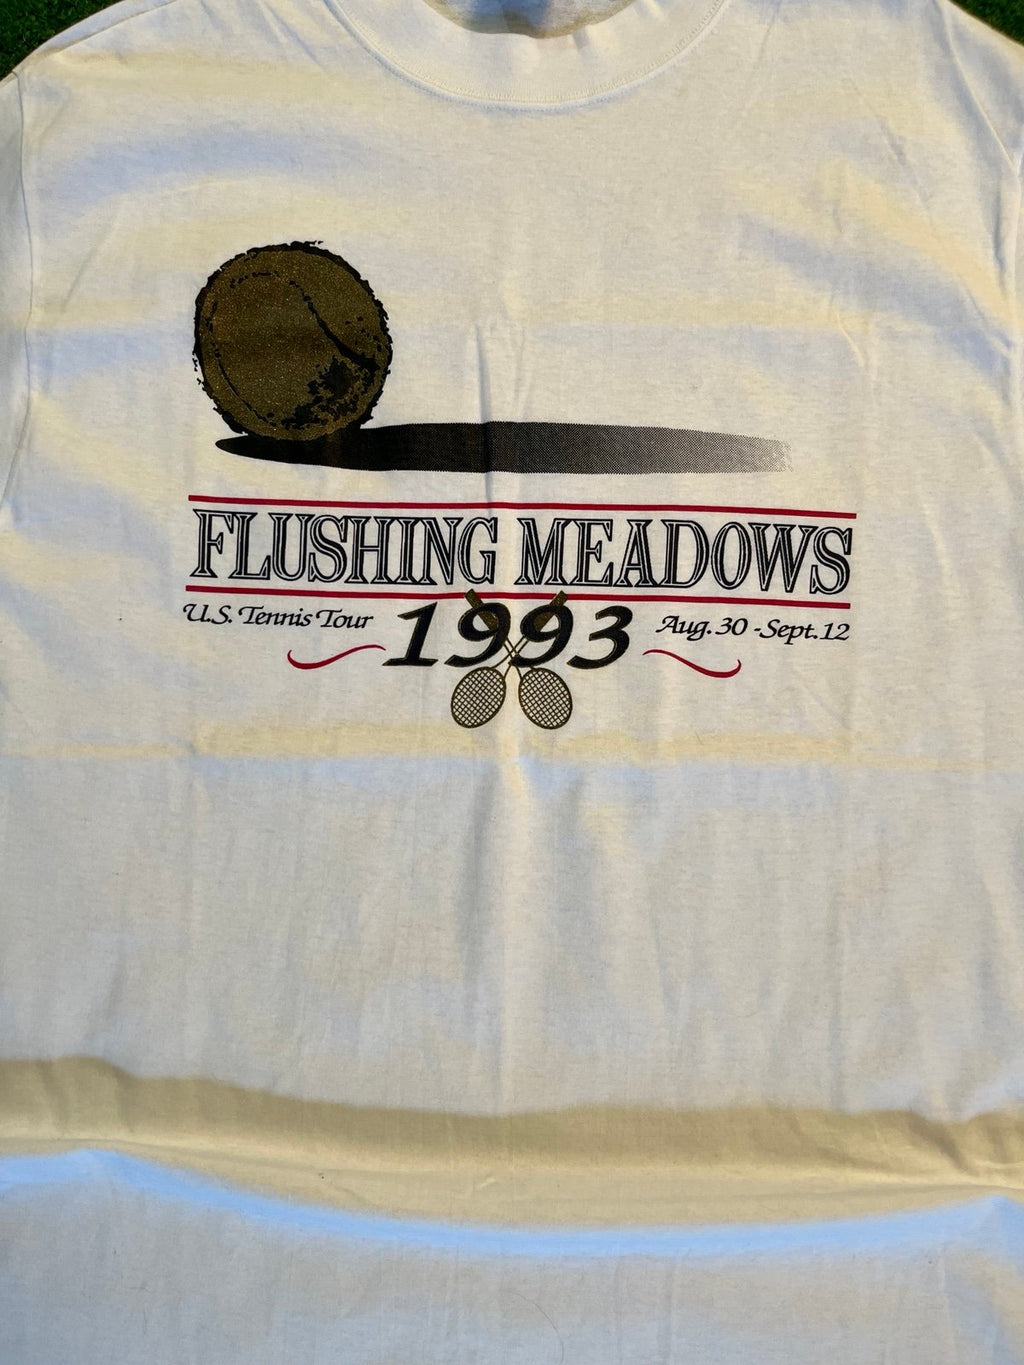 FLUSHING MEADOWS
U.S. Tennis Tour 1993 Aug. 30 - Sept. 12